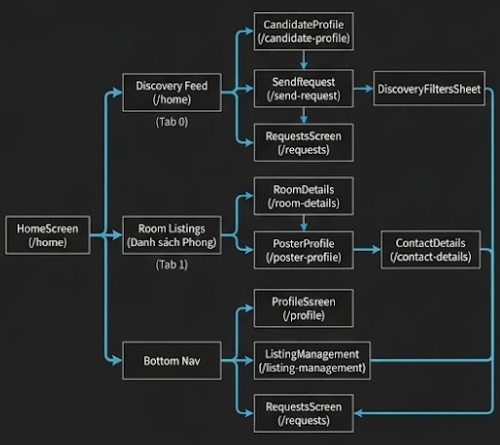 CandidateProfile
(/candidate-profile)
Discovery Feed
(/home)
(Tab 0)
SendRequest
(/send-request)
DiscoveryFiltersSheet
RequestsScreen
(/requests)
HomeScreen
(/home)
Room Listings
(Danh sách Phòng)
(Tab 1)
RoomDetails
(/room-details)
PosterProfile
(/poster-profile)
ContactDetails
(/contact-details)
Bottom Nav
ProfileSsreen
(/profile)
ListingManagement
(/listing-management)
RequestsScreen
(/requests)